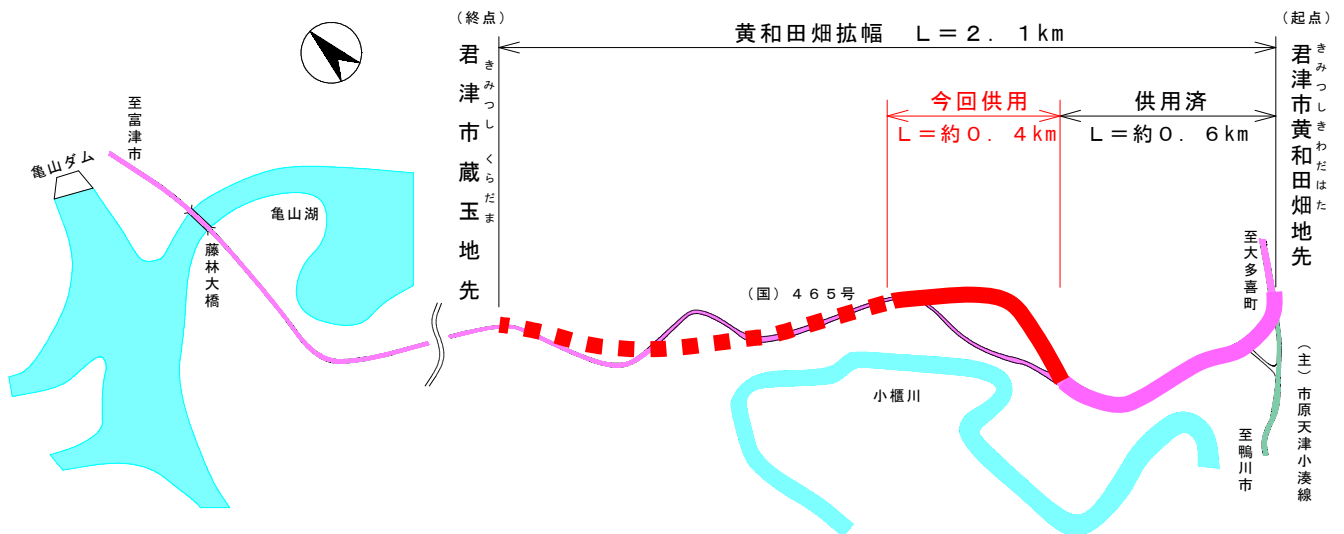 (終点)
君津市蔵玉地先
きみつし くらだま
黄和田畑拡幅 L=2.1km
(起点)
君津市黄和田畑地先
きみつしきわだはた
今回供用
L=約0.4km
供用済
L=約0.6km
至富津市
亀山ダム
亀山湖
藤林大橋
(国)465号
小櫃川
至大多喜町
(主)市原天津小湊線
至鴨川市